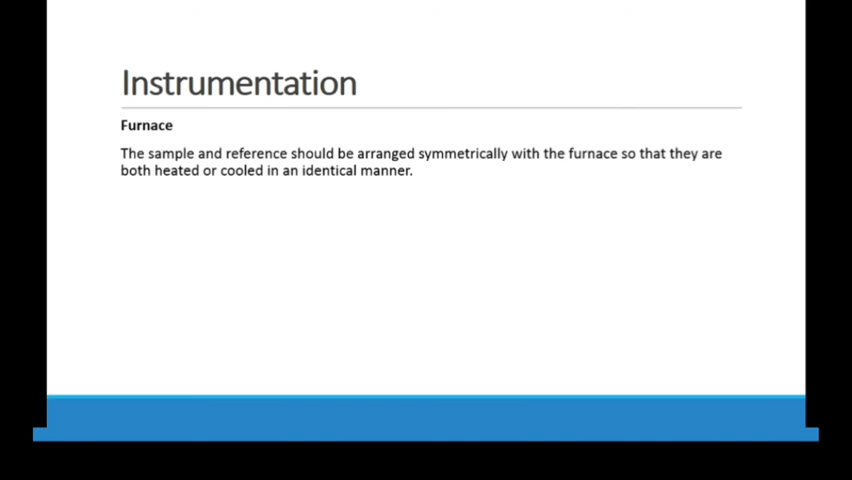 Instrumentation
Furnace
The sample and reference should be arranged symmetrically with the furnace so that they are
both heated or cooled in an identical manner.